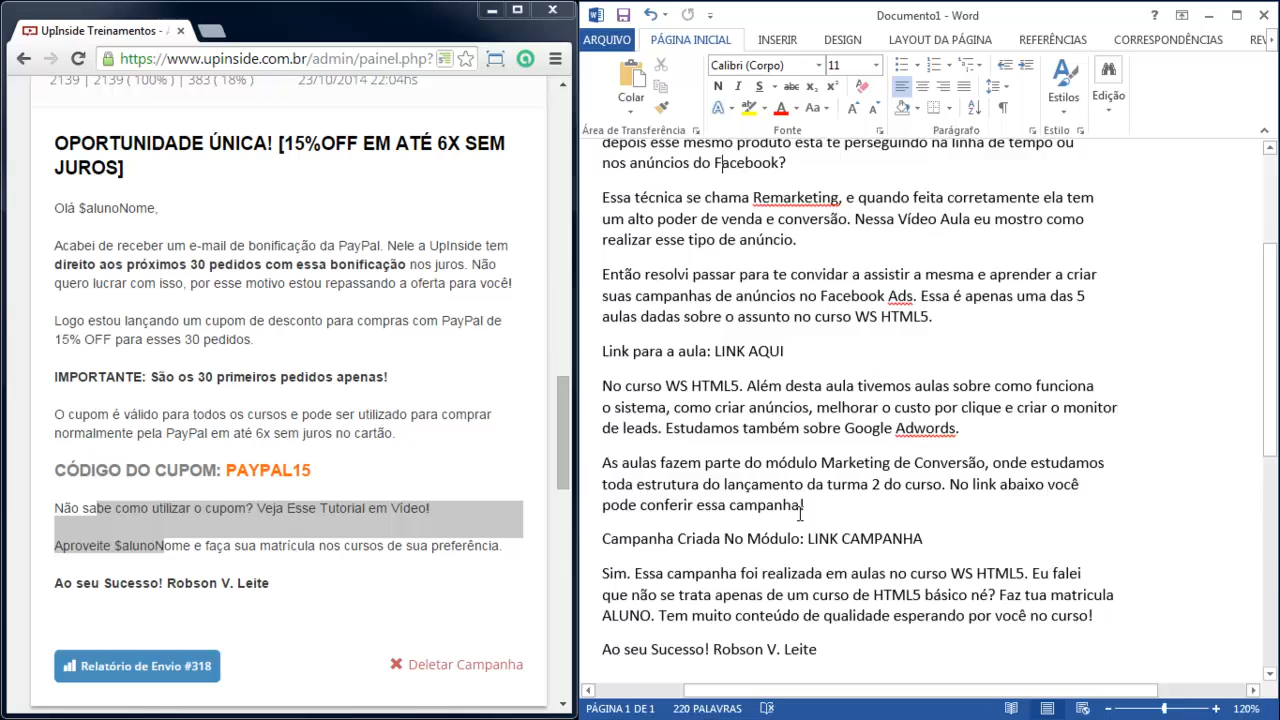 UpInside Treinamentos - A
https://www.upinside.com.br/admin/painel.php?
25/10/2014 22:04hs
OPORTUNIDADE ÚNICA! [15%OFF EM ATÉ 6X SEM
JUROS]
Olá $alunoNome,
Acabei de receber um e-mail de bonificação da PayPal. Nele a UpInside tem
direito aos próximos 30 pedidos com essa bonificação nos juros. Não
quero lucrar com isso, por esse motivo estou repassando a oferta para você!
Logo estou lançando um cupom de desconto para compras com PayPal de
15% OFF para esses 30 pedidos.
IMPORTANTE: São os 30 primeiros pedidos apenas!
O cupom é válido para todos os cursos e pode ser utilizado para comprar
normalmente pela PayPal em até 6x sem juros no cartão.
CÓDIGO DO CUPOM: PAYPAL15
Não sabe como utilizar o cupom? Veja Esse Tutorial em Vídeo!
Aproveite $alunoNome e faça sua matrícula nos cursos de sua preferência.
Ao seu Sucesso! Robson V. Leite
Relatório de Envio #318
Deletar Campanha
Documento1 - Word
ARQUIVO PÁGINA INICIAL INSERIR DESIGN LAYOUT DA PÁGINA REFERÊNCIAS CORRESPONDÊNCIAS
Calibri (Corpo) 11
Colar
N I S abc x₂ x²
A A Aa A A
Estilos
Edição
Área de Transferência Fonte Parágrafo Estilo
depois esse mesmo produto esta te perseguindo na linha de tempo ou
nos anúncios do Facebook?
Essa técnica se chama Remarketing, e quando feita corretamente ela tem
um alto poder de venda e conversão. Nessa Vídeo Aula eu mostro como
realizar esse tipo de anúncio.
Então resolvi passar para te convidar a assistir a mesma e aprender a criar
suas campanhas de anúncios no Facebook Ads. Essa é apenas uma das 5
aulas dadas sobre o assunto no curso WS HTML5.
Link para a aula: LINK AQUI
No curso WS HTML5. Além desta aula tivemos aulas sobre como funciona
o sistema, como criar anúncios, melhorar o custo por clique e criar o monitor
de leads. Estudamos também sobre Google Adwords.
As aulas fazem parte do módulo Marketing de Conversão, onde estudamos
toda estrutura do lançamento da turma 2 do curso. No link abaixo você
pode conferir essa campanha!
Campanha Criada No Módulo: LINK CAMPANHA
Sim. Essa campanha foi realizada em aulas no curso WS HTML5. Eu falei
que não se trata apenas de um curso de HTML5 básico né? Faz tua matricula
ALUNO. Tem muito conteúdo de qualidade esperando por você no curso!
Ao seu Sucesso! Robson V. Leite
PÁGINA 1 DE 1 220 PALAVRAS 120%